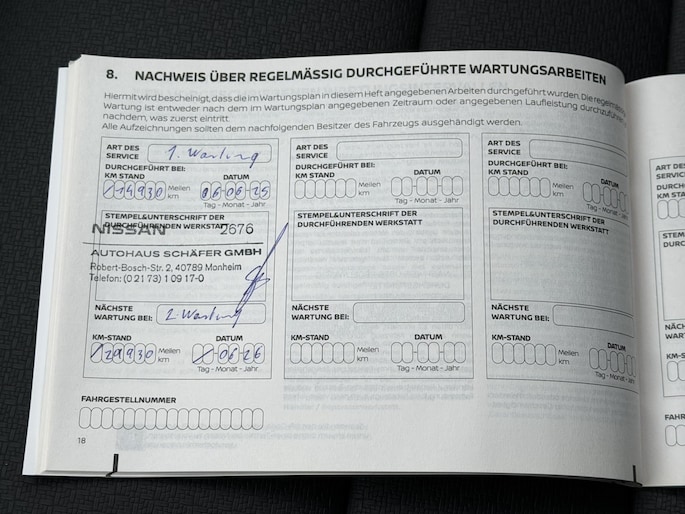 8. NACHWEIS ÜBER REGELMÄSSIG DURCHGEFÜHRTE WARTUNGSARBEITEN
Hiermit wird bescheinigt, dass die im Wartungsplan in diesem Heft angegebenen Arbeiten durchgeführt wurden. Die regelmäßige
Wartung ist entweder nach dem im Wartungsplan angegebenen Zeitraum oder angegebenen Laufleistung durchzuführen,
nachdem, was zuerst eintritt.
Alle Aufzeichnungen sollten dem nachfolgenden Besitzer des Fahrzeugs ausgehändigt werden.
ART DES
SERVICE 1. Wartung
DURCHGEFÜHRT BEI:
KM STAND DATUM
/14930 Meilen 06-06-25
km Tag - Monat - Jahr
STEMPEL&UNTERSCHRIFT DER
DURCHFÜHRENDEN WERKSTATT
NISSAN 2676
AUTOHAUS SCHÄFER GMBH
Robert-Bosch-Str. 2, 40789 Monheim
Telefon: (0 21 73) 1 09 17-0
NÄCHSTE
WARTUNG BEI: 2. Wartung
KM-STAND DATUM
/29930 Meilen /-06-26
km Tag - Monat - Jahr
ART DES
SERVICE
DURCHGEFÜHRT BEI:
KM STAND DATUM
Meilen
km Tag - Monat - Jahr
STEMPEL&UNTERSCHRIFT DER
DURCHFÜHRENDEN WERKSTATT
NÄCHSTE
WARTUNG BEI:
KM-STAND DATUM
Meilen
km Tag - Monat - Jahr
ART DES
SERVICE
DURCHGEFÜHRT BEI:
KM STAND DATUM
Meilen
km Tag - Monat - Jahr
STEMPEL&UNTERSCHRIFT DER
DURCHFÜHRENDEN WERKSTATT
NÄCHSTE
WARTUNG BEI:
KM-STAND DATUM
Meilen
km Tag - Monat - Jahr
FAHRGESTELLNUMMER
18